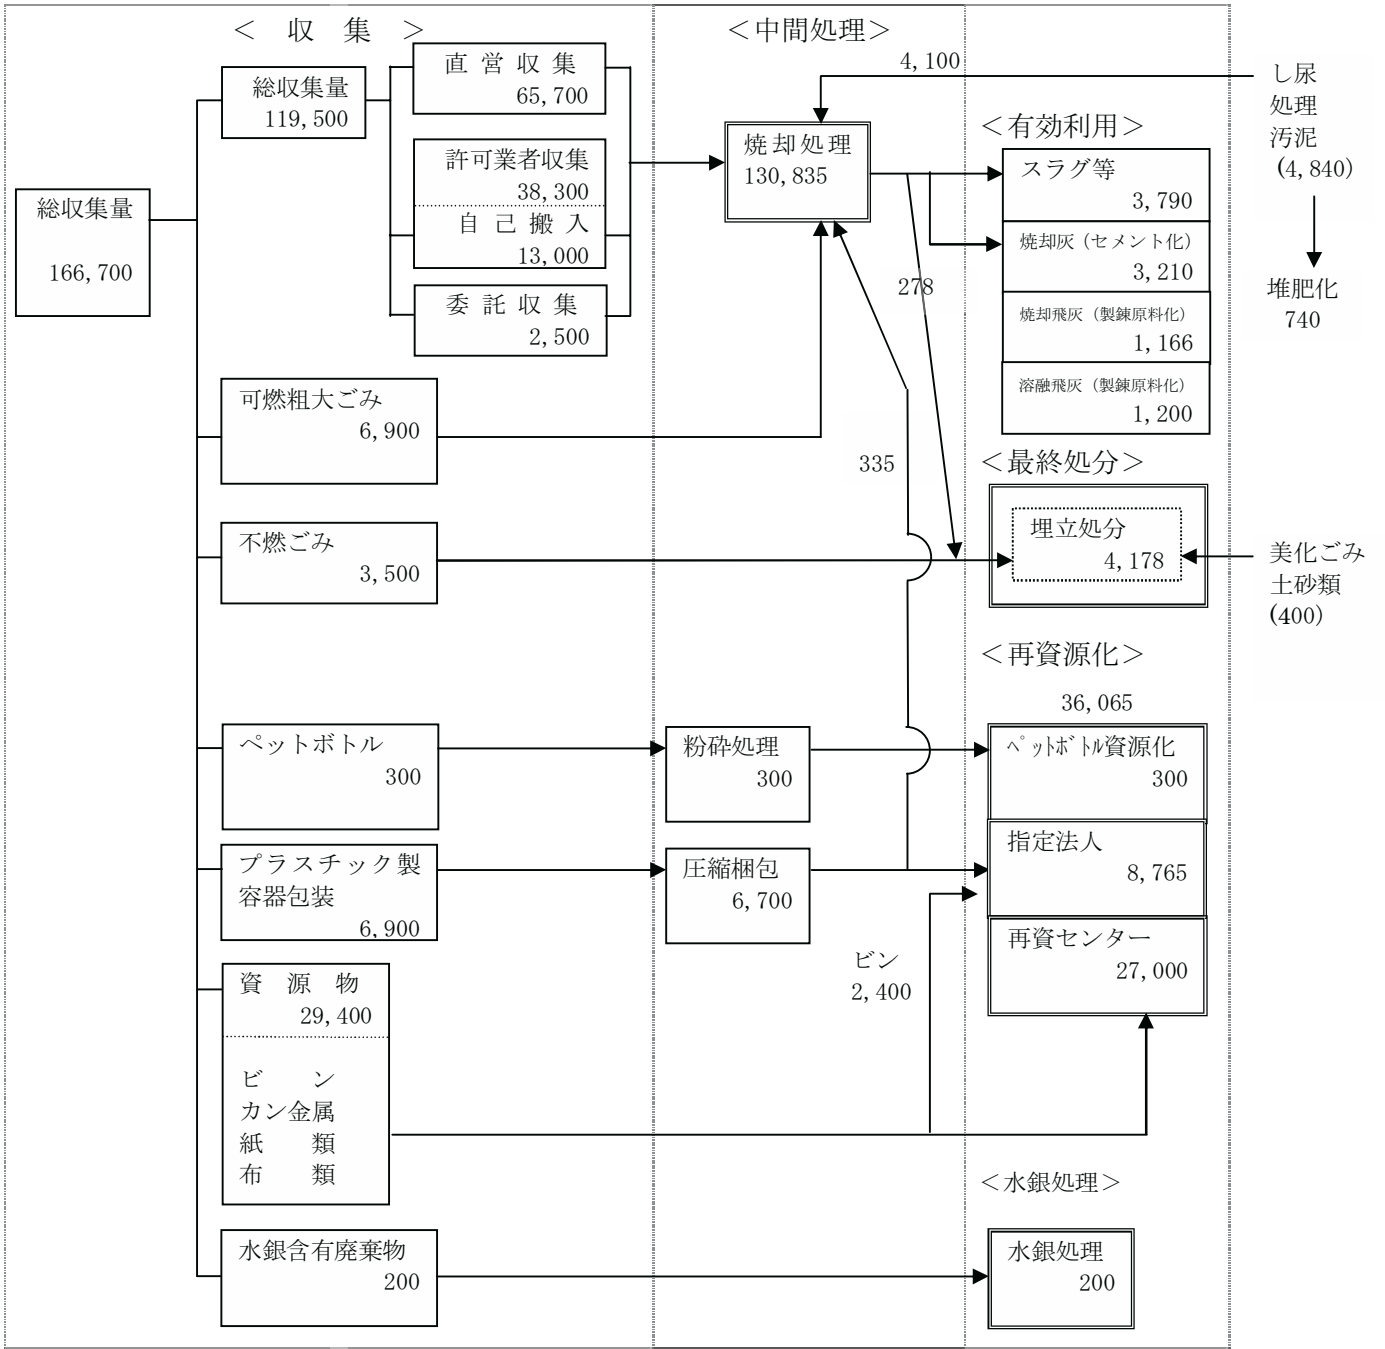 ＜　収　集　＞
総収集量
166,700
総収集量
119,500
直 営 収 集
65,700
許可業者収集
38,300
自 己 搬 入
13,000
委 託 収 集
2,500
可燃粗大ごみ
6,900
不燃ごみ
3,500
ペットボトル
300
プラスチック製
容器包装
6,900
資　源　物
29,400
ビ　　ン
カン金属
紙　　類
布　　類
水銀含有廃棄物
200
＜中間処理＞
4,100
焼却処理
130,835
278
335
粉砕処理
300
圧縮梱包
6,700
ビン
2,400
＜有効利用＞
スラグ等
3,790
焼却灰（セメント化）
3,210
焼却飛灰（製錬原料化）
1,166
溶融飛灰（製錬原料化）
1,200
＜最終処分＞
埋立処分
4,178
＜再資源化＞
36,065
ﾍﾟｯﾄﾎﾞﾄﾙ資源化
300
指定法人
8,765
再資センター
27,000
＜水銀処理＞
水銀処理
200
し尿
処理
汚泥
(4,840)
堆肥化
740
美化ごみ
土砂類
(400)